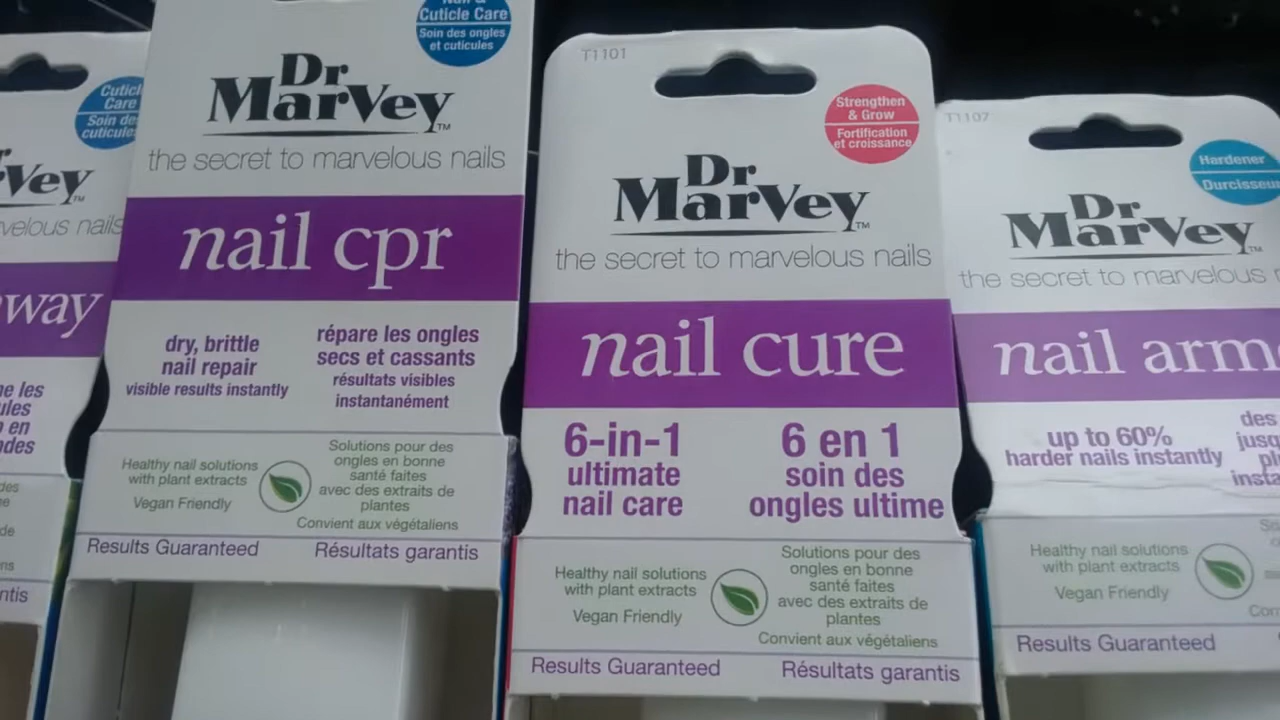 Cuticle Care
Soin des ongles
et cuticules
Dr
MarVey™
the secret to marvelous nails
nail cpr
dry, brittle
nail repair
visible results instantly
répare les ongles
secs et cassants
résultats visibles
instantanément
Healthy nail solutions
with plant extracts
Vegan Friendly
Solutions pour des
ongles en bonne
santé faites
avec des extraits de
plantes
Convient aux végétaliens
Results Guaranteed
Résultats garantis
T1101
Strengthen
& Grow
Fortification
et croissance
Dr
MarVey™
the secret to marvelous nails
nail cure
6-in-1
ultimate
nail care
6 en 1
soin des
ongles ultime
Healthy nail solutions
with plant extracts
Vegan Friendly
Solutions pour des
ongles en bonne
santé faites
avec des extraits de
plantes
Convient aux végétaliens
Results Guaranteed
Résultats garantis
T1107
Hardener
Durcisseur
Dr
MarVey™
the secret to marvelous
nail
up to 60%
harder nails instantly
des
Healthy nail solutions
with plant extracts
Vegan Friendly
Results Guaranteed
Care
Soin de
nails
way
en